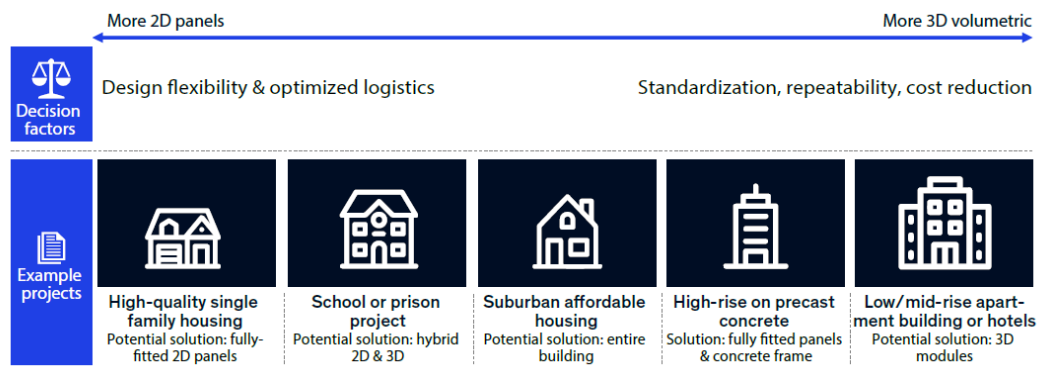 More 2D panels
More 3D volumetric
Decision
factors
Design flexibility & optimized logistics
Standardization, repeatability, cost reduction
Example
projects
High-quality single
family housing
Potential solution: fully-
fitted 2D panels
School or prison
project
Potential solution: hybrid
2D & 3D
Suburban affordable
housing
Potential solution: entire
building
High-rise on precast
concrete
Solution: fully fitted panels
& concrete frame
Low/mid-rise apart-
ment building or hotels
Potential solution: 3D
modules